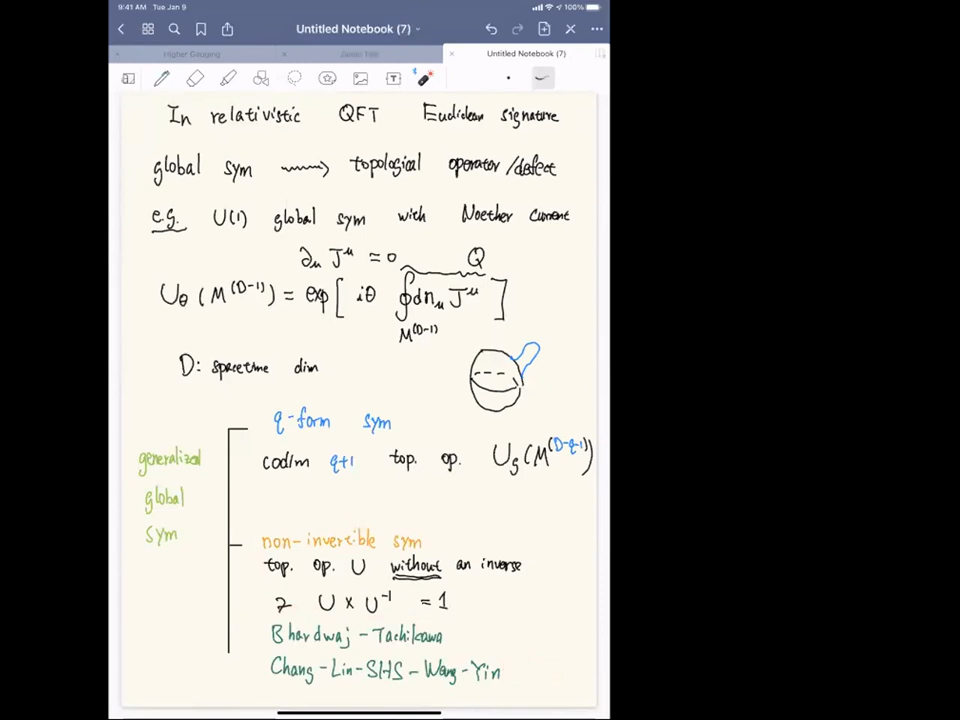 9:41 AM Tue Jan 9
100%
Untitled Notebook (7)
Higher Gauging
Untitled Notebook (7)
In relativistic QFT Euclidean signature
global sym ⟿ topological operator/defect
e.g. U(1) global sym with Noether current
∂_μ J^μ = 0 Q
U_θ (M^(D-1)) = exp[ iθ ∮ dn_μ J^μ ]
M^(D-1)
D: spacetime dim
q-form sym
codim q+1 top. op. U_g(M^(D-q-1))
generalized
global
sym
non-invertible sym
top. op. U without an inverse
∄ U × U^-1 = 1
Bhardwaj - Tachikawa
Chang - Lin - SHS - Wang - Yin